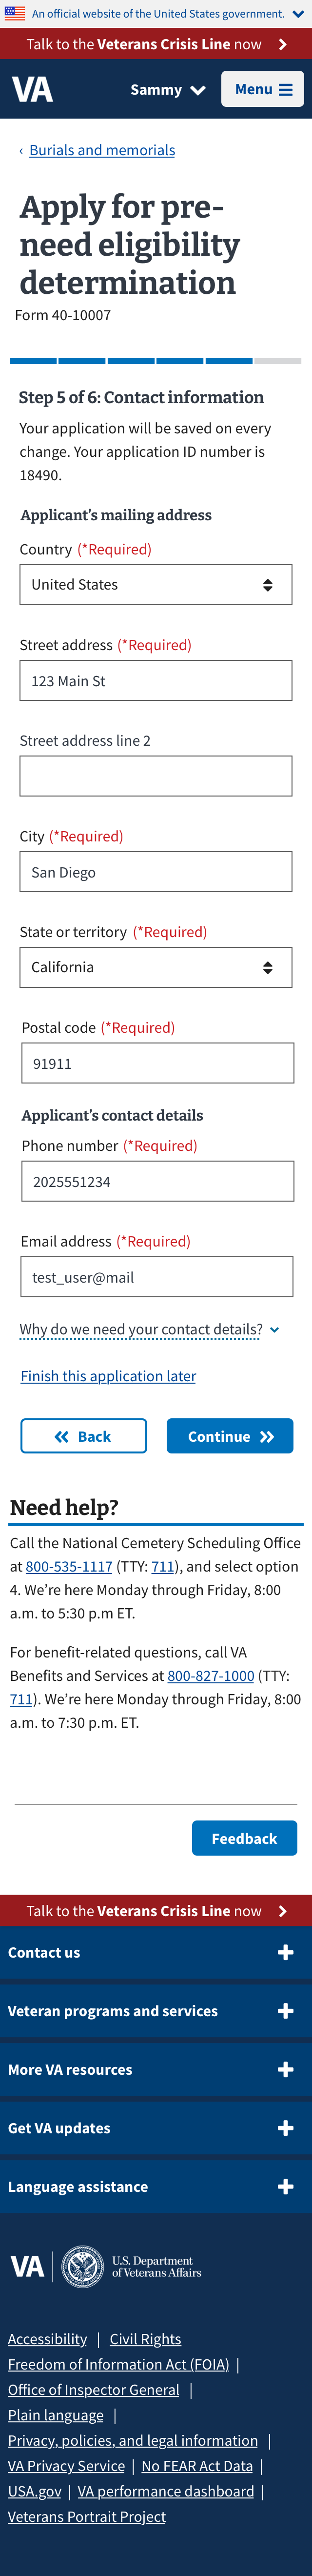 An official website of the United States government.
Talk to the Veterans Crisis Line now
VA
Sammy
Menu
‹ Burials and memorials
Apply for pre-
need eligibility
determination
Form 40-10007
Step 5 of 6: Contact information
Your application will be saved on every
change. Your application ID number is
18490.
Applicant’s mailing address
Country (*Required)
United States
Street address (*Required)
123 Main St
Street address line 2
City (*Required)
San Diego
State or territory (*Required)
California
Postal code (*Required)
91911
Applicant’s contact details
Phone number (*Required)
2025551234
Email address (*Required)
test_user@mail
Why do we need your contact details?
Finish this application later
Back
Continue
Need help?
Call the National Cemetery Scheduling Office
at 800-535-1117 (TTY: 711), and select option
4. We’re here Monday through Friday, 8:00
a.m. to 5:30 p.m ET.
For benefit-related questions, call VA
Benefits and Services at 800-827-1000 (TTY:
711). We’re here Monday through Friday, 8:00
a.m. to 7:30 p.m. ET.
Feedback
Talk to the Veterans Crisis Line now
Contact us
Veteran programs and services
More VA resources
Get VA updates
Language assistance
VA
U.S. Department
of Veterans Affairs
Accessibility | Civil Rights
Freedom of Information Act (FOIA) |
Office of Inspector General |
Plain language |
Privacy, policies, and legal information |
VA Privacy Service | No FEAR Act Data |
USA.gov | VA performance dashboard |
Veterans Portrait Project